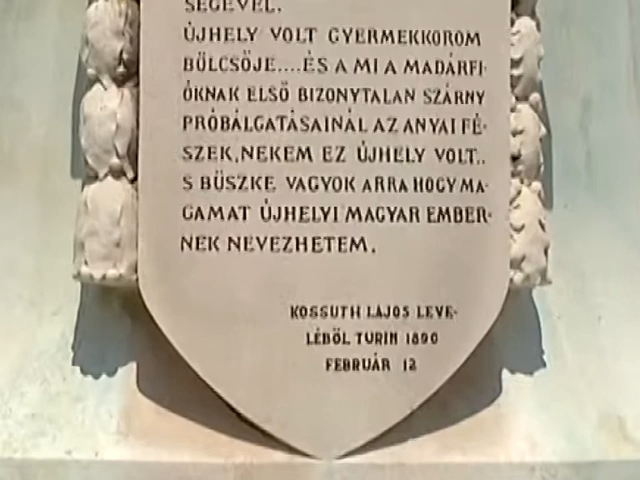 SÉGÉVEL.
ÚJHELY VOLT GYERMEKKOROM
BÖLCSÖJE....ÉS A MI A MADÁRFI-
ÓKNAK ELSŐ BIZONYTALAN SZÁRNY
PRÓBÁLGATÁSAINÁL AZ ANYAI FÉ-
SZEK, NEKEM EZ ÚJHELY VOLT..
S BÜSZKE VAGYOK ARRA HOGY MA-
GAMAT ÚJHELYI MAGYAR EMBER-
NEK NEVEZHETEM.
KOSSUTH LAJOS LEVE-
LÉBŐL TURIN 1890
FEBRUÁR 12